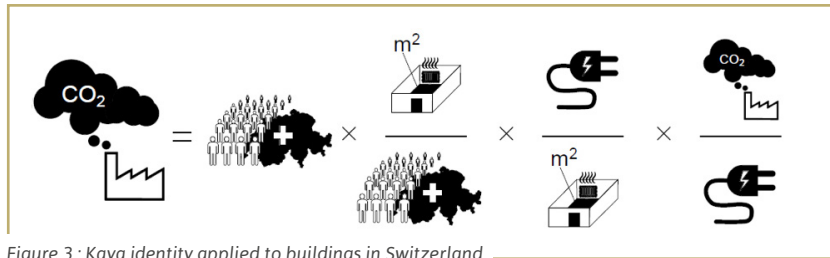 m²
CO₂
CO₂
= × × ×
m²
Figure 3 : Kaya identity applied to buildings in Switzerland